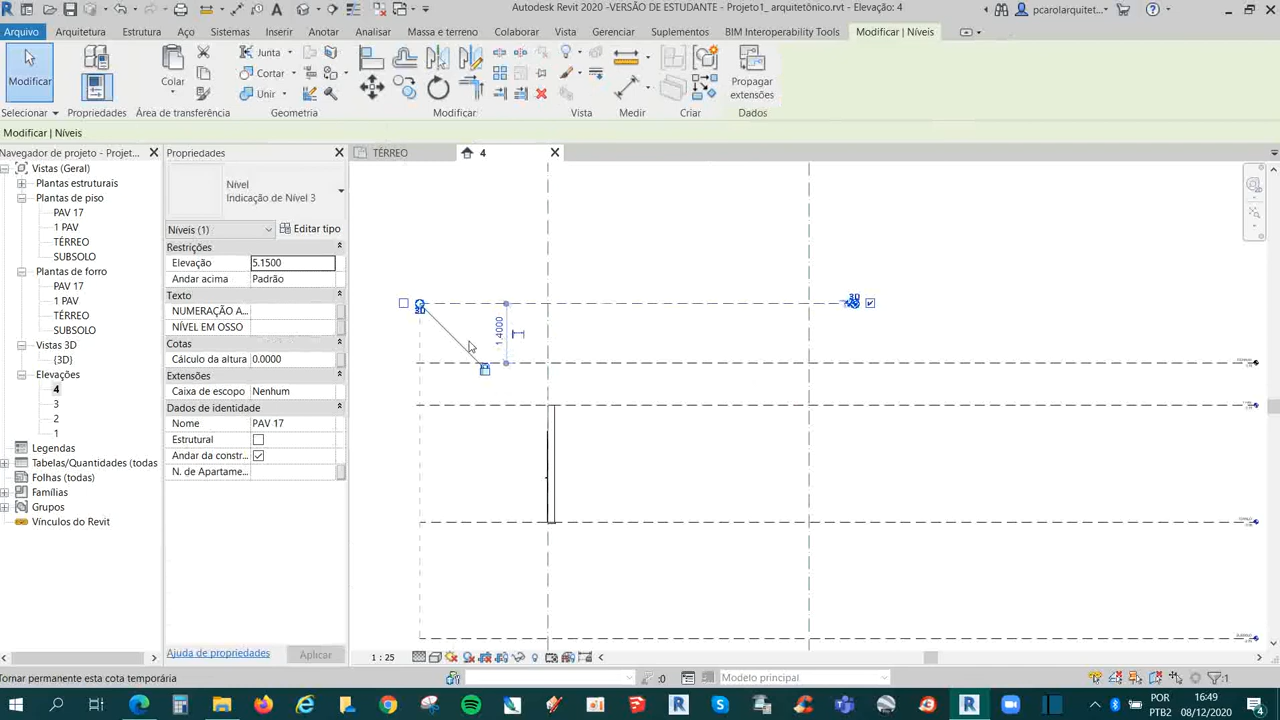 Autodesk Revit 2020 -VERSÃO DE ESTUDANTE - Projeto1_ arquitetônico.rvt - Elevação: 4
pcarolarquitet...
Arquivo Arquitetura Estrutura Aço Sistemas Inserir Anotar Analisar Massa e terreno Colaborar Vista Gerenciar Suplementos BIM Interoperability Tools Modificar | Níveis
Modificar
Propriedades
Colar
Junta
Cortar
Unir
Propagar
extensões
Selecionar Propriedades Área de transferência Geometria Modificar Vista Medir Criar Dados
Modificar | Níveis
Navegador de projeto - Projet...
Vistas (Geral)
Plantas estruturais
Plantas de piso
PAV 17
1 PAV
TÉRREO
SUBSOLO
Plantas de forro
PAV 17
1 PAV
TÉRREO
SUBSOLO
Vistas 3D
{3D}
Elevações
4
3
2
1
Legendas
Tabelas/Quantidades (todas
Folhas (todas)
Famílias
Grupos
Vínculos do Revit
Propriedades
Nível
Indicação de Nível 3
Níveis (1)
Editar tipo
Restrições
Elevação 5.1500
Andar acima Padrão
Texto
NUMERAÇÃO A...
NÍVEL EM OSSO
Cotas
Cálculo da altura 0.0000
Extensões
Caixa de escopo Nenhum
Dados de identidade
Nome PAV 17
Estrutural
Andar da constr...
N. de Apartame...
Ajuda de propriedades
Aplicar
TÉRREO
4
3D
3D
1.4000
1 : 25
Tornar permanente esta cota temporária
:0
Modelo principal
:1
POR
PTB2
16:49
08/12/2020
4